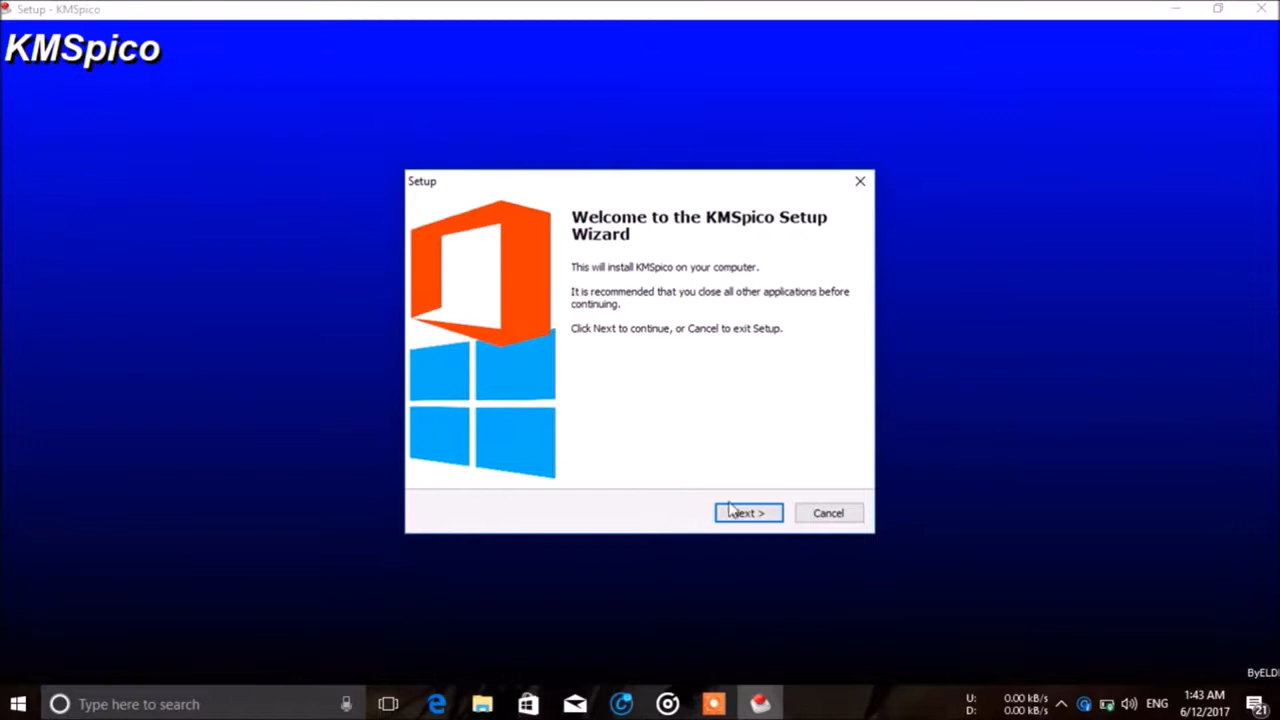 Setup - KMSpico
KMSpico
Setup
Welcome to the KMSpico Setup
Wizard
This will install KMSpico on your computer.
It is recommended that you close all other applications before
continuing.
Click Next to continue, or Cancel to exit Setup.
Next >
Cancel
ByELDI
Type here to search
U: 0.00 kB/s
D: 0.00 kB/s
ENG
1:43 AM
6/12/2017
21